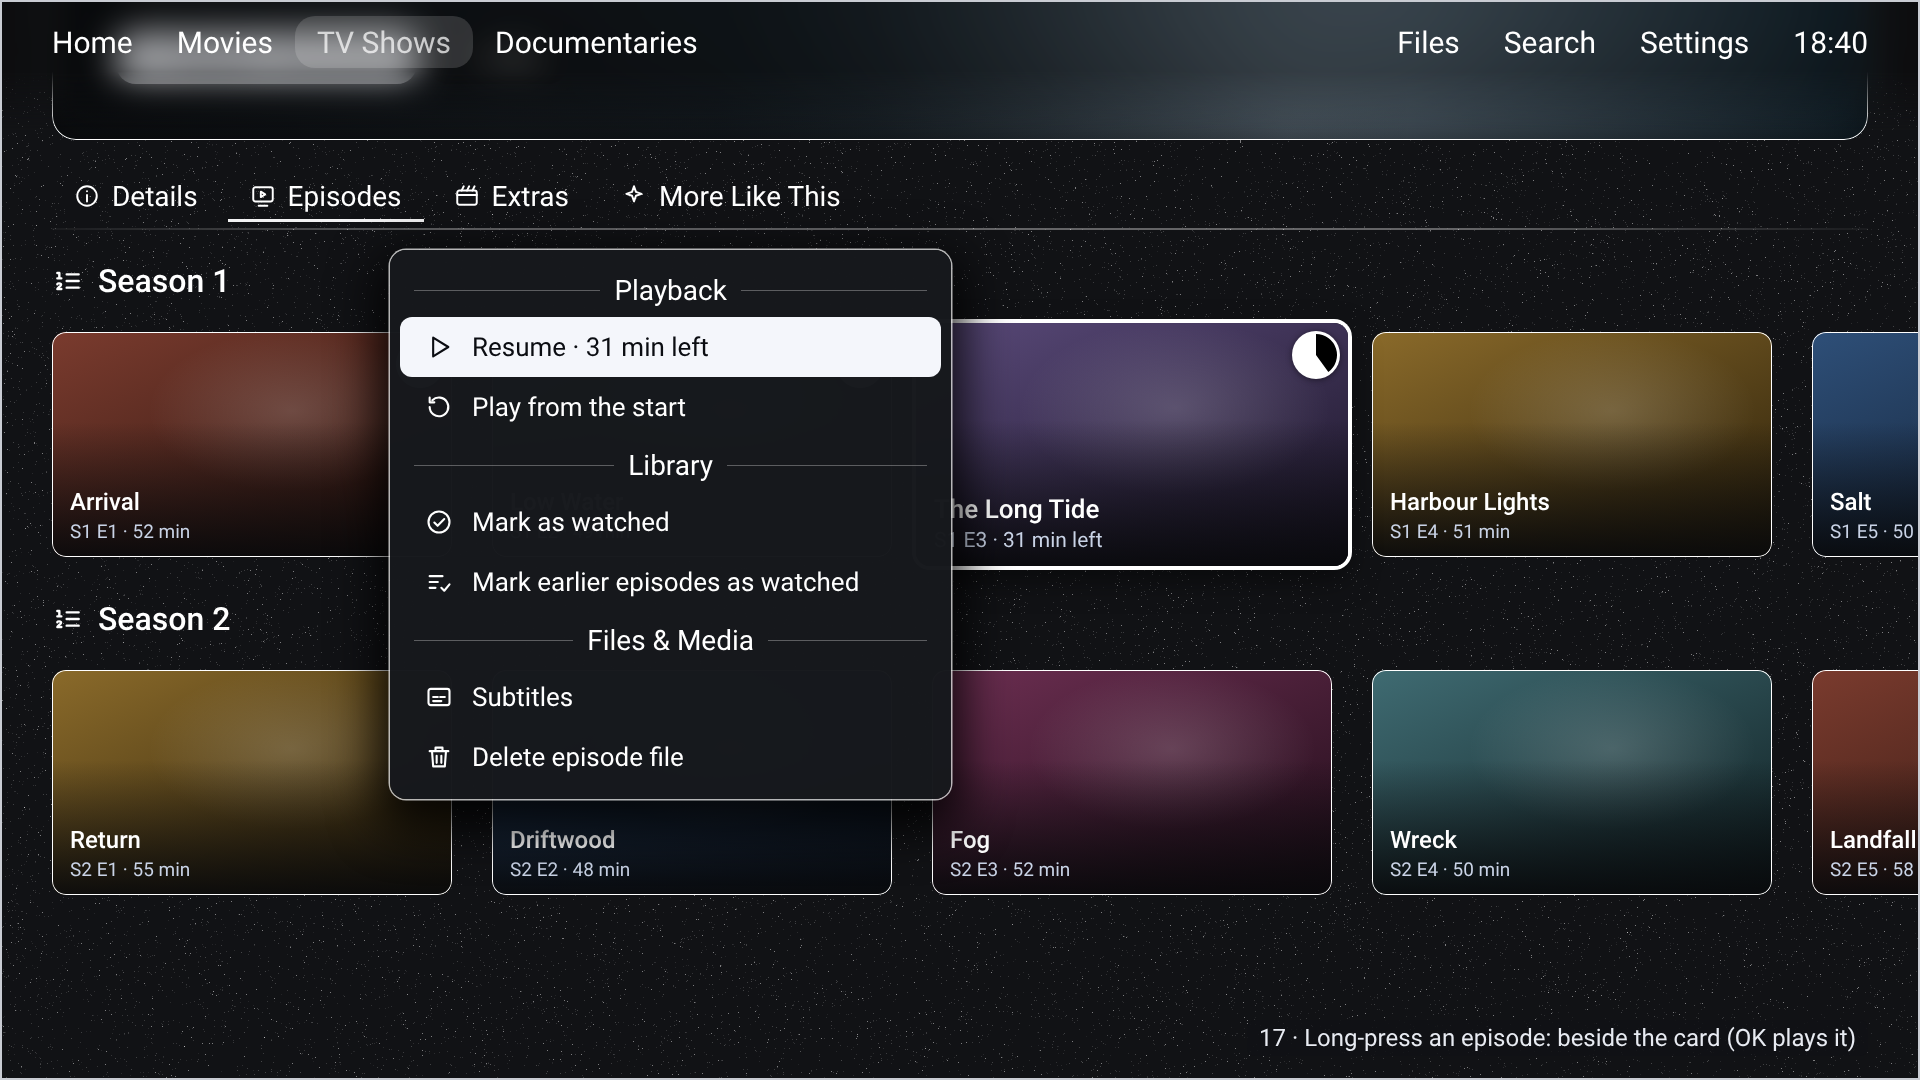 Home Movies TV Shows Documentaries Files Search Settings 18:40
Details Episodes Extras More Like This
Season 1
Playback
Resume · 31 min left
Play from the start
Library
Mark as watched
Mark earlier episodes as watched
Files & Media
Subtitles
Delete episode file
Arrival
S1 E1 · 52 min
The Long Tide
E3 · 31 min left
Harbour Lights
S1 E4 · 51 min
Salt
S1 E5 · 50
Season 2
Return
S2 E1 · 55 min
Driftwood
S2 E2 · 48 min
Fog
S2 E3 · 52 min
Wreck
S2 E4 · 50 min
Landfall
S2 E5 · 58
17 · Long-press an episode: beside the card (OK plays it)